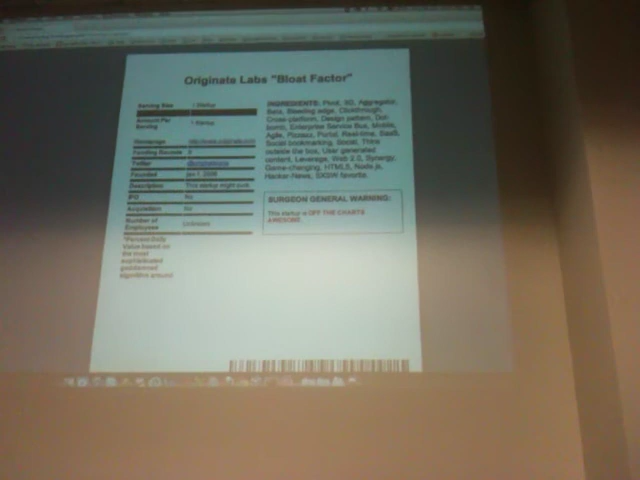 Originate Labs "Bloat Factor"
Serving Size 1 Startup
Amount Per
Serving 1 Startup
Homepage
Funding Rounds 0
Twitter
Founded Jan 1, 2008
Description This startup might suck
IPO No
Acquisition No
Number of
Employees Unknown
*Percent Daily
Value based on
the most
sophisticated
algorithm around
INGREDIENTS: Pivot, 3D, Aggregator,
Beta, Bleeding edge, Clickthrough,
Cross-platform, Design pattern, Dot-
bomb, Enterprise Service Bus, Mobile,
Agile, Portal, Real-time, SaaS,
Social bookmarking, Social, Think
outside the box, User generated
content, Leverage, Web 2.0, Synergy,
Game-changing, HTML5, Node.js,
Hacker-News, SXSW favorite
SURGEON GENERAL WARNING:
This startup is OFF THE CHARTS
AWESOME.